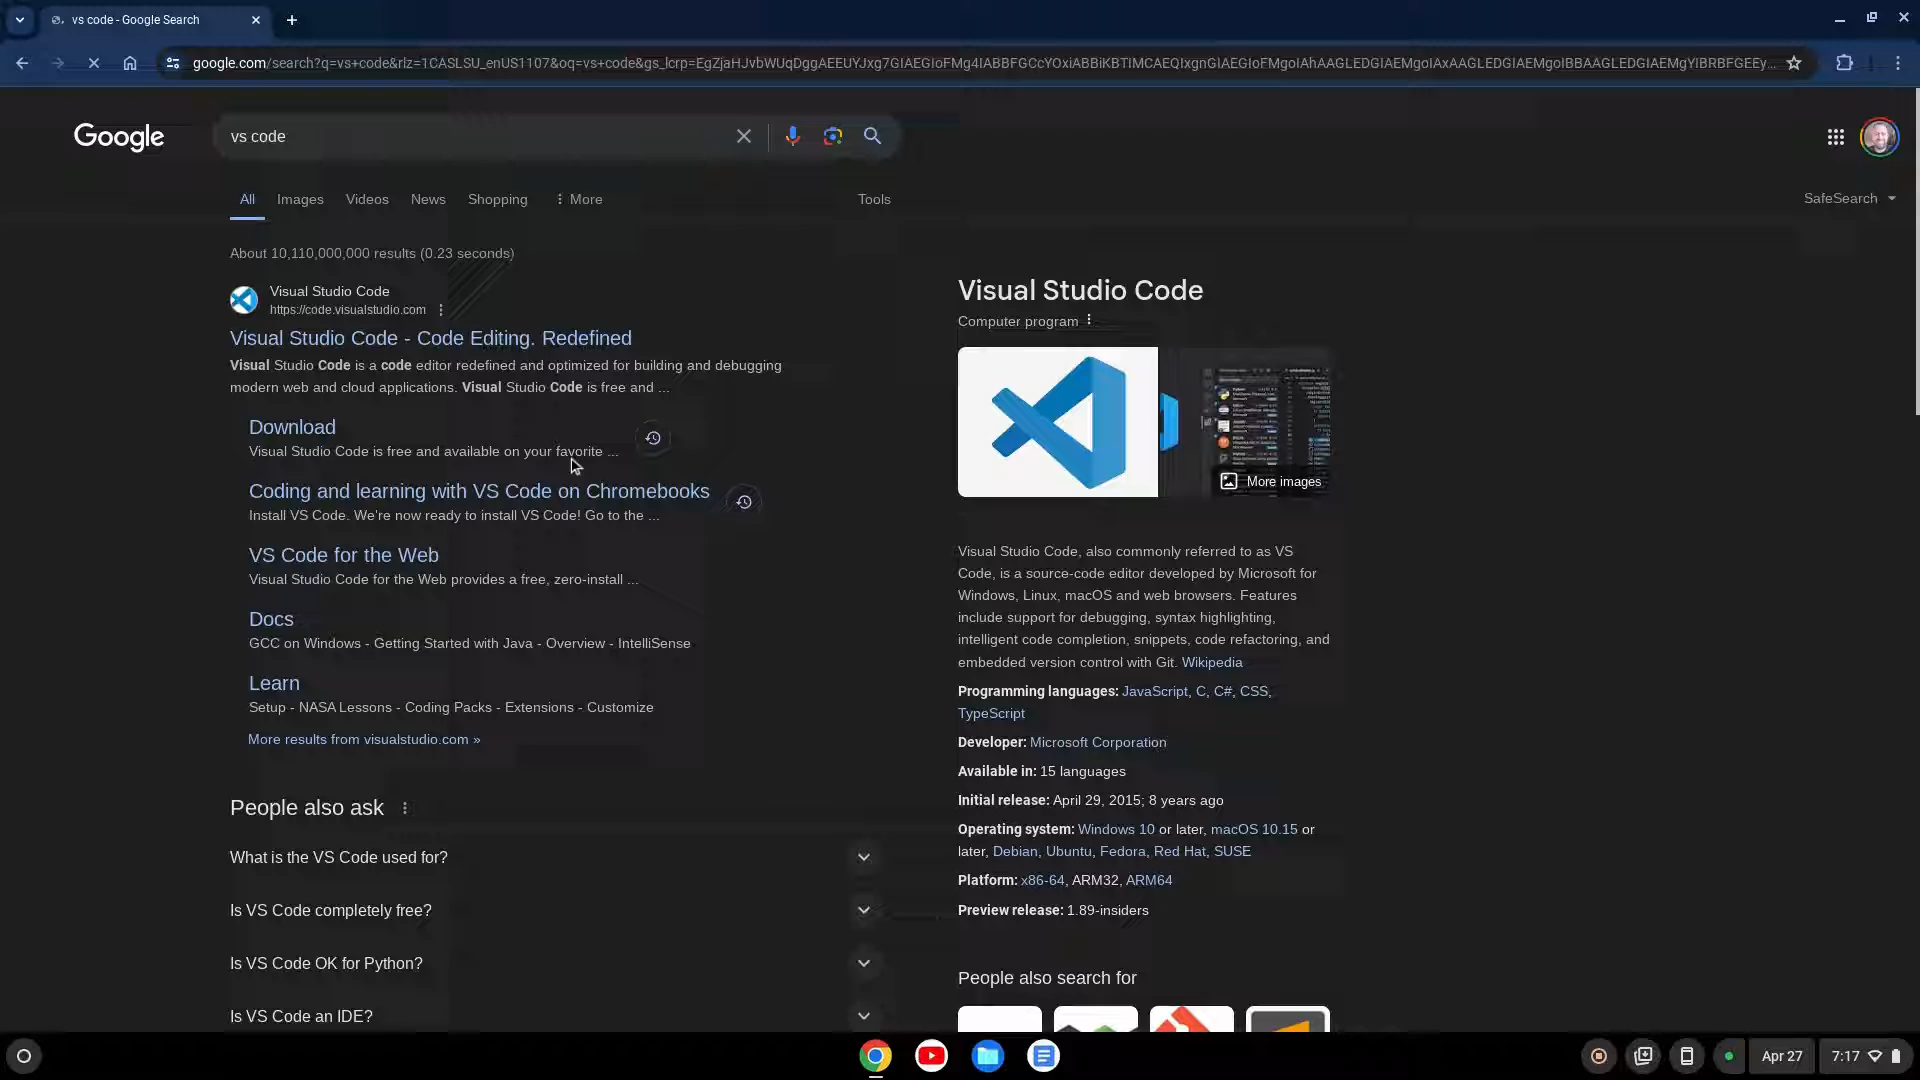 vs code - Google Search
google.com/search?q=vs+code&rlz=1CASLSU_enUS1107&oq=vs+code&gs_lcrp=EgZjaHJvbWUqDggAEEUYJxg7GIAEGIoFMg4IABBFGCcYOxiABBiKBTIMCAEQIxgnGIAEGIoFMgoIAhAAGLEDGIAEMgoIAxAAGLEDGIAEMgoIBBAAGLEDGIAEMgYIBRBFGEEy...
Google
vs code
All Images Videos News Shopping More Tools
SafeSearch
About 10,110,000,000 results (0.23 seconds)
Visual Studio Code
https://code.visualstudio.com
Visual Studio Code - Code Editing. Redefined
Visual Studio Code is a code editor redefined and optimized for building and debugging
modern web and cloud applications. Visual Studio Code is free and ...
Download
Visual Studio Code is free and available on your favorite ...
Coding and learning with VS Code on Chromebooks
Install VS Code. We're now ready to install VS Code! Go to the ...
VS Code for the Web
Visual Studio Code for the Web provides a free, zero-install ...
Docs
GCC on Windows - Getting Started with Java - Overview - IntelliSense
Learn
Setup - NASA Lessons - Coding Packs - Extensions - Customize
More results from visualstudio.com »
People also ask
What is the VS Code used for?
Is VS Code completely free?
Is VS Code OK for Python?
Is VS Code an IDE?
Visual Studio Code
Computer program
More images
Visual Studio Code, also commonly referred to as VS
Code, is a source-code editor developed by Microsoft for
Windows, Linux, macOS and web browsers. Features
include support for debugging, syntax highlighting,
intelligent code completion, snippets, code refactoring, and
embedded version control with Git. Wikipedia
Programming languages: JavaScript, C, C#, CSS,
TypeScript
Developer: Microsoft Corporation
Available in: 15 languages
Initial release: April 29, 2015; 8 years ago
Operating system: Windows 10 or later, macOS 10.15 or
later, Debian, Ubuntu, Fedora, Red Hat, SUSE
Platform: x86-64, ARM32, ARM64
Preview release: 1.89-insiders
People also search for
Apr 27
7:17